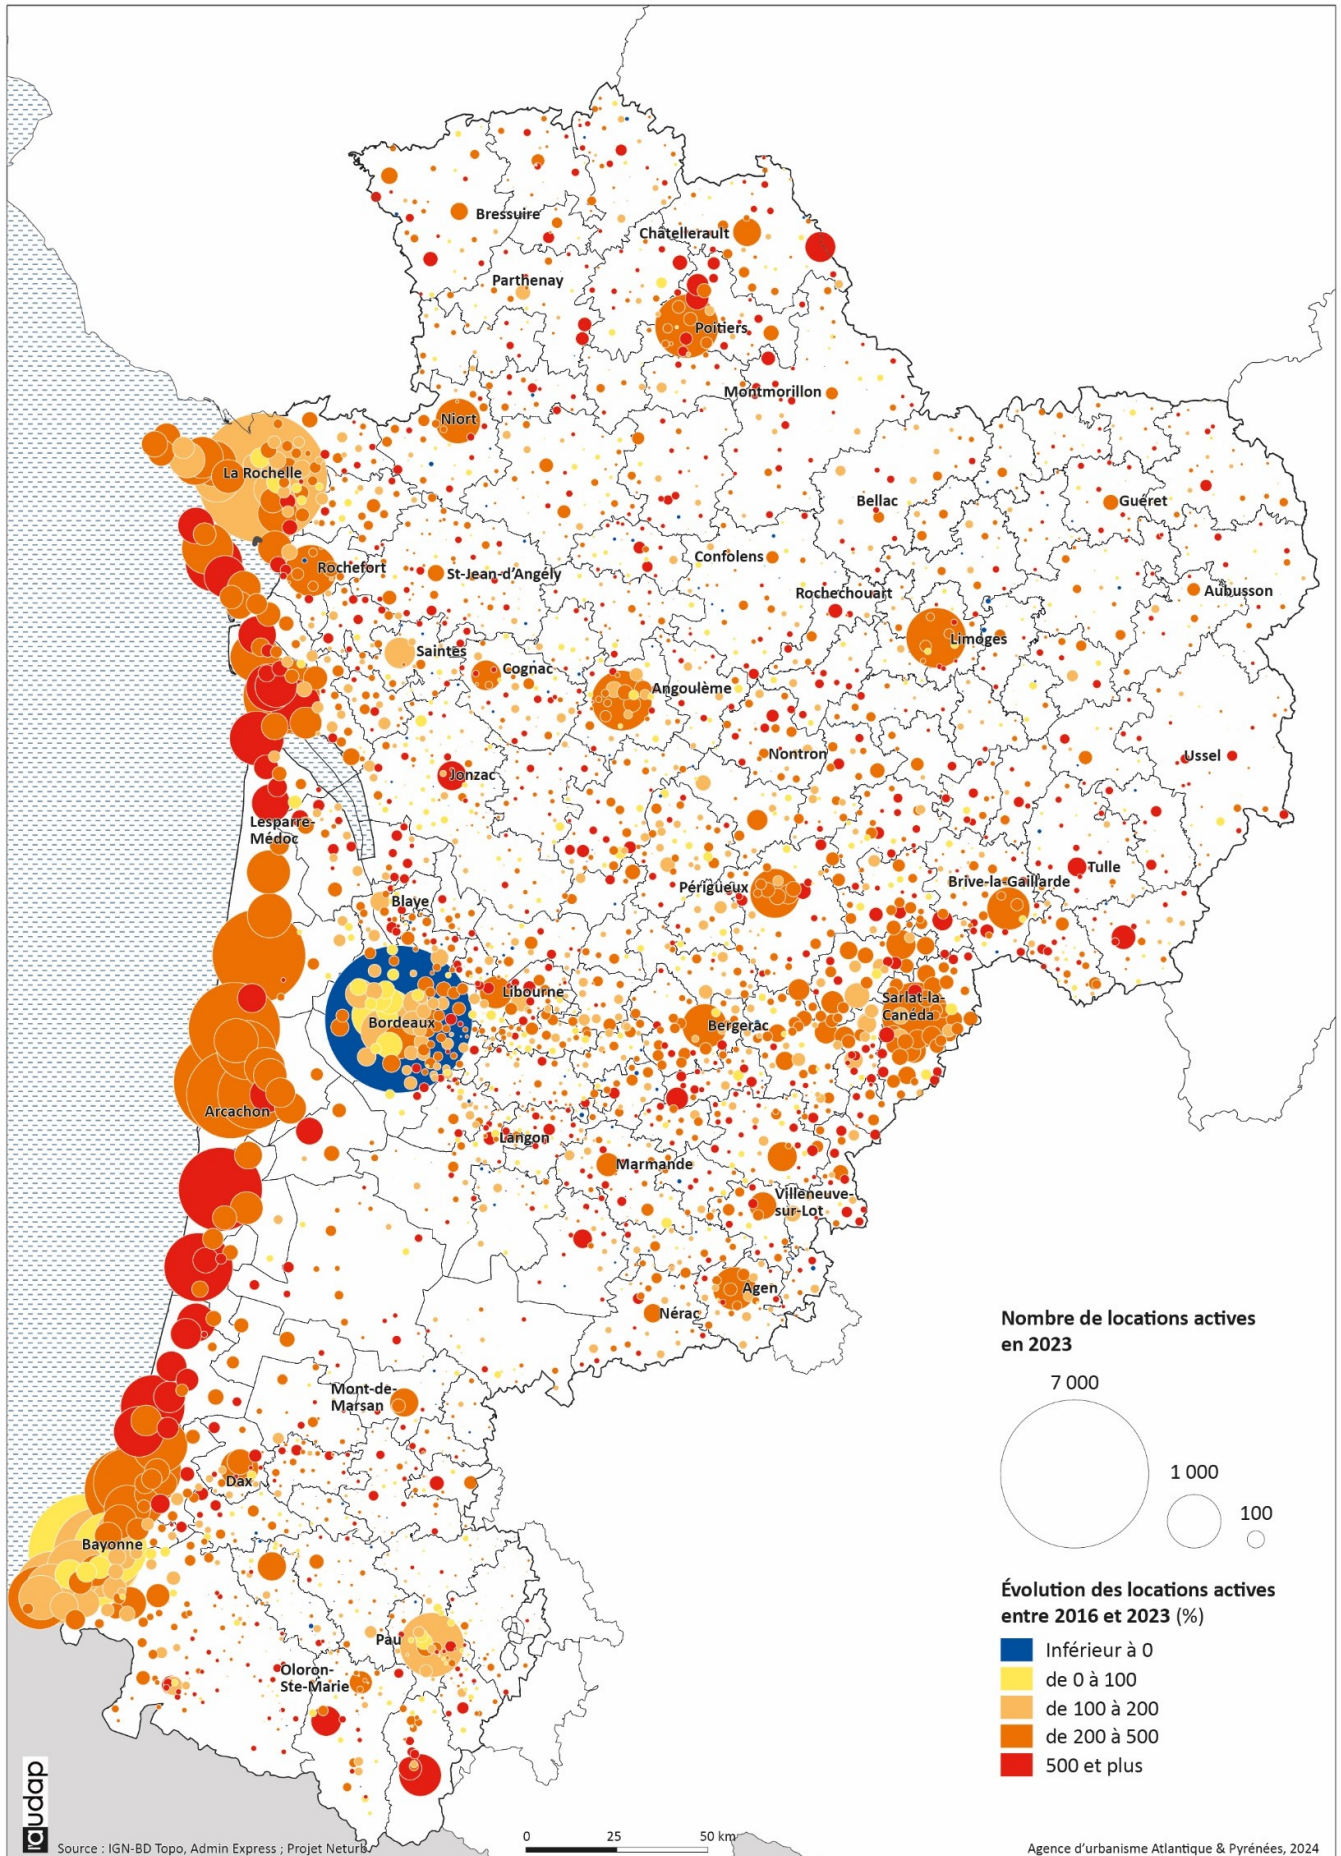 Bressuire
Châtellerault
Parthenay
Poitiers
Montmorillon
Niort
La Rochelle
Bellac
Guéret
Confolens
Rochefort
St-Jean-d'Angély
Rochechouart
Aubusson
Limoges
Saintes
Cognac
Angoulême
Nontron
Ussel
Jonzac
Lesparre-
Médoc
Tulle
Périgueux
Brive-la-Gaillarde
Blaye
Libourne
Sarlat-la-
Canéda
Bordeaux
Bergerac
Arcachon
Langon
Marmande
Villeneuve-
sur-Lot
Agen
Nérac
Mont-de-
Marsan
Dax
Bayonne
Pau
Oloron-
Ste-Marie
Nombre de locations actives
en 2023
7 000
1 000
100
Évolution des locations actives
entre 2016 et 2023 (%)
Inférieur à 0
de 0 à 100
de 100 à 200
de 200 à 500
500 et plus
audap
0 25 50 km
Source : IGN-BD Topo, Admin Express ; Projet Neturb
Agence d'urbanisme Atlantique & Pyrénées, 2024